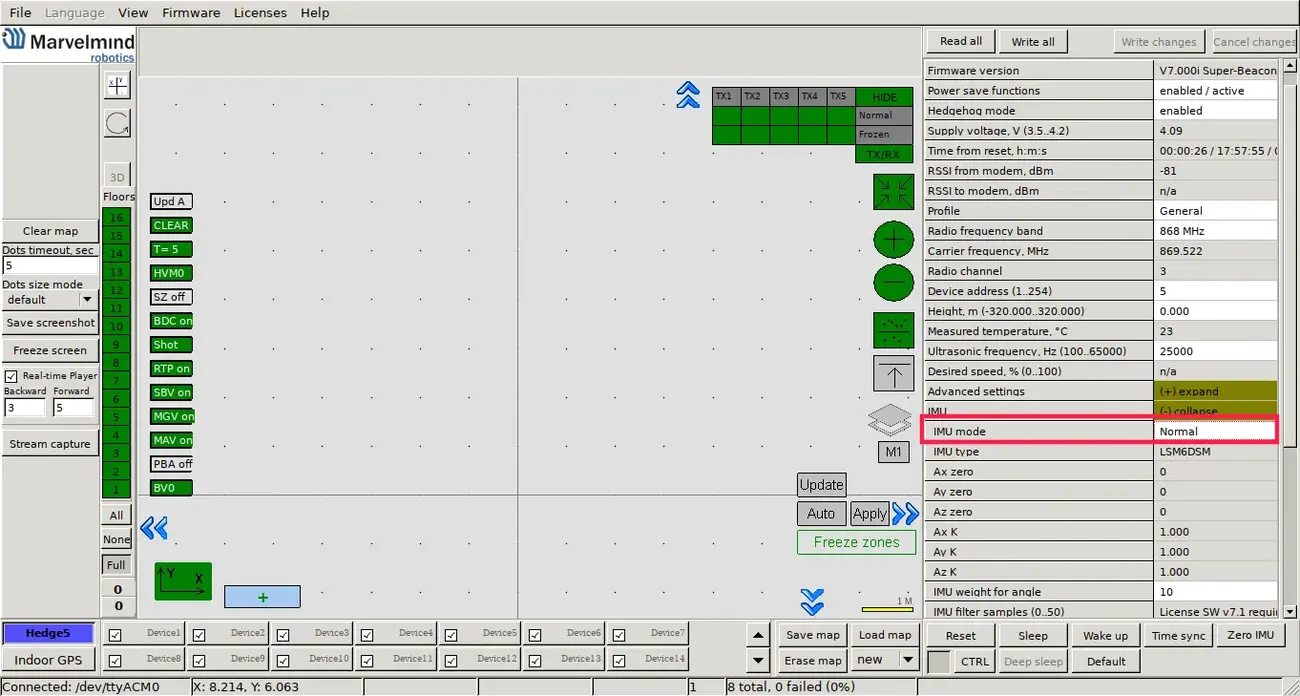 File Language View Firmware Licenses Help
Marvelmind
robotics
Read all Write all Write changes Cancel changes
Firmware version V7.000i Super-Beacon
Power save functions enabled / active
Hedgehog mode enabled
Supply voltage, V (3.5..4.2) 4.09
Time from reset, h:m:s 00:00:26 / 17:57:55 /
RSSI from modem, dBm -81
RSSI to modem, dBm n/a
Profile General
Radio frequency band 868 MHz
Carrier frequency, MHz 869.522
Radio channel 3
Device address (1..254) 5
Height, m (-320.000..320.000) 0.000
Measured temperature, °C 23
Ultrasonic frequency, Hz (100..65000) 25000
Desired speed, % (0..100) n/a
Advanced settings (+) expand
IMU (-) collapse
IMU mode Normal
IMU type LSM6DSM
Ax zero 0
Ay zero 0
Az zero 0
Ax K 1.000
Ay K 1.000
Az K 1.000
IMU weight for angle 10
IMU filter samples (0..50) License SW v7.1 requi
Clear map
Dots timeout, sec
5
Dots size mode
default
Save screenshot
Freeze screen
Real-time Player
Backward Forward
3 5
Stream capture
X Y
3D
Floors
16
15
14
13
12
11
10
9
8
7
6
5
4
3
2
1
All
None
Full
0
0
Upd A
CLEAR
T= 5
HVM0
SZ off
BDC on
Shot
RTP on
SBV on
MGV on
MAV on
PBA off
BV0
Y X
+
TX1 TX2 TX3 TX4 TX5 HIDE
Normal
Frozen
TX/RX
M1
Update
Auto Apply
Freeze zones
1 M
Hedge5 Device1 Device2 Device3 Device4 Device5 Device6 Device7
Indoor GPS Device8 Device9 Device10 Device11 Device12 Device13 Device14
Save map Load map
Erase map new
Reset Sleep Wake up Time sync Zero IMU
CTRL Deep sleep Default
Connected: /dev/ttyACM0 X: 8.214, Y: 6.063 1 8 total, 0 failed (0%)